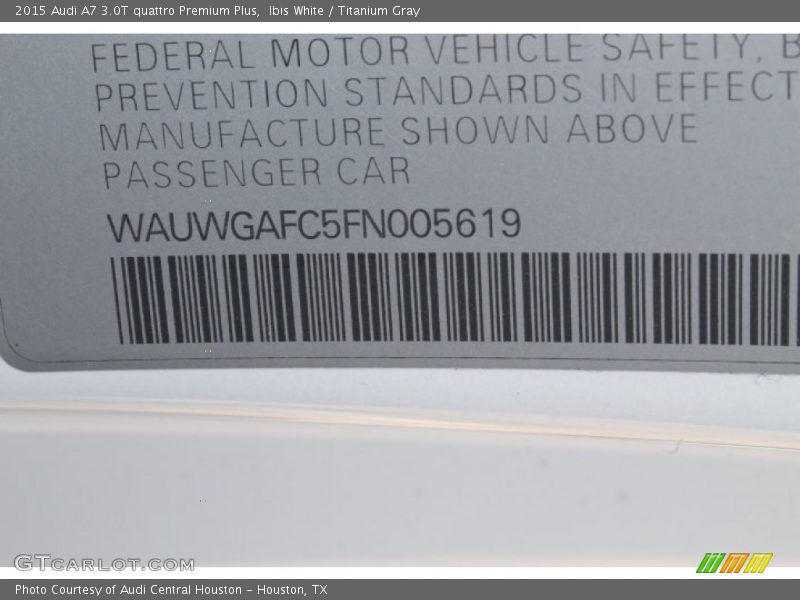 2015 Audi A7 3.0T quattro Premium Plus,  Ibis White / Titanium Gray
FEDERAL MOTOR VEHICLE SAFETY,
PREVENTION STANDARDS IN EFFECT
MANUFACTURE SHOWN ABOVE
PASSENGER CAR
WAUWGAFC5FN005619
GTCARLOT.COM
Photo Courtesy of Audi Central Houston - Houston, TX